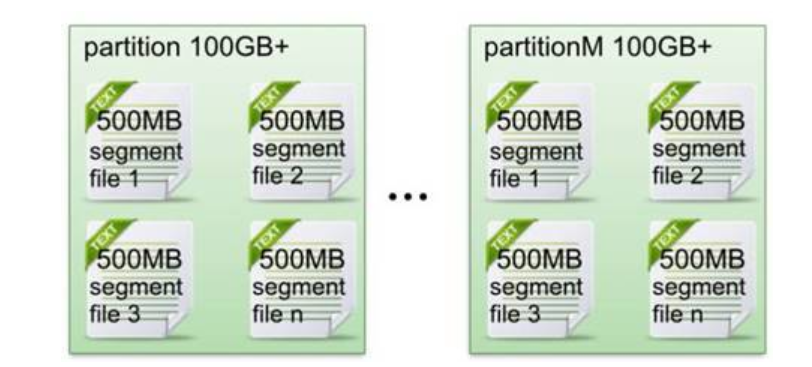 partition 100GB+
TEXT
500MB
segment
file 1
TEXT
500MB
segment
file 2
TEXT
500MB
segment
file 3
TEXT
500MB
segment
file n
...
partitionM 100GB+
TEXT
500MB
segment
file 1
TEXT
500MB
segment
file 2
TEXT
500MB
segment
file 3
TEXT
500MB
segment
file n